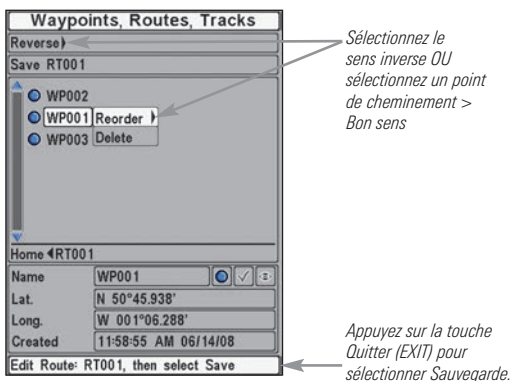 Waypoints, Routes, Tracks
Reverse
Save RT001
WP002
WP001 Reorder
WP003 Delete
Home RT001
Name WP001
Lat. N 50°45.938'
Long. W 001°06.288'
Created 11:58:55 AM 06/14/08
Edit Route: RT001, then select Save
Sélectionnez le
sens inverse OU
sélectionnez un point
de cheminement >
Bon sens
Appuyez sur la touche
Quitter (EXIT) pour
sélectionner Sauvegarde.